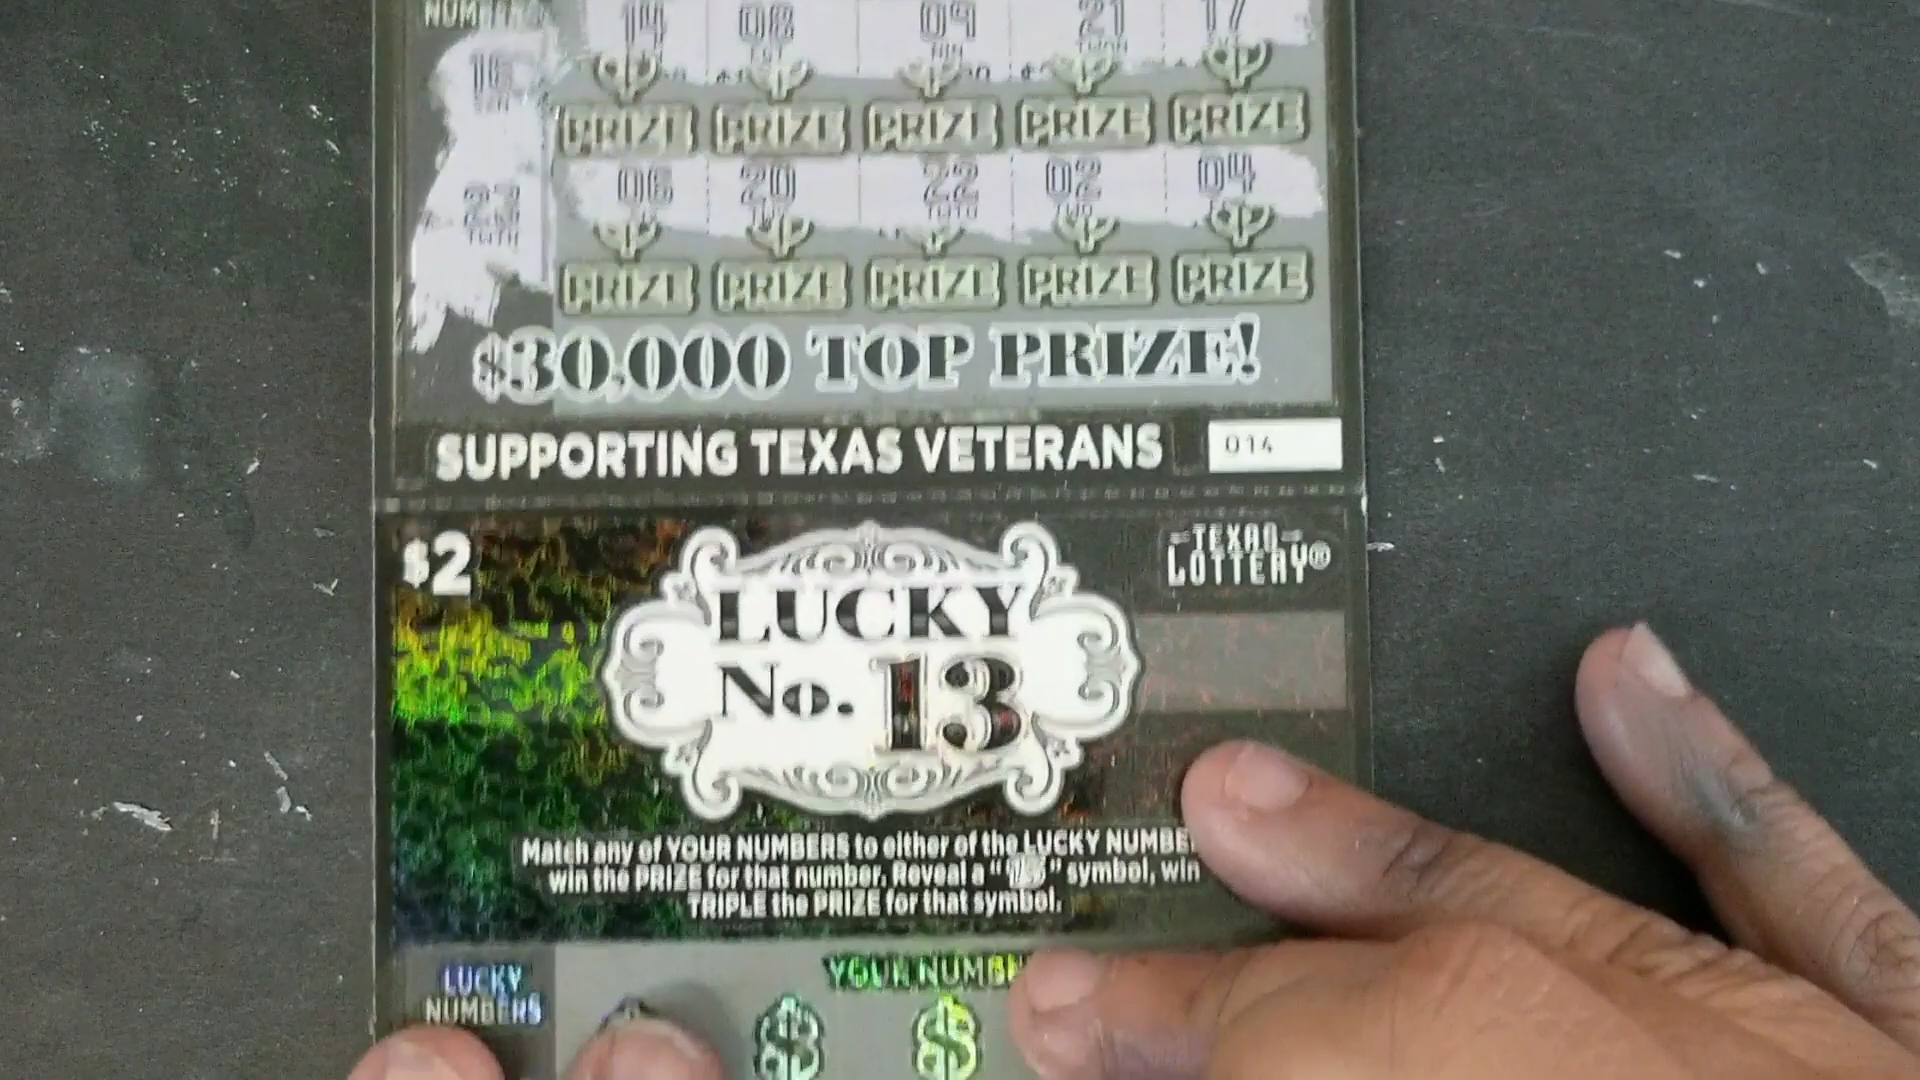 14 08 09 21 17
PRIZE PRIZE PRIZE PRIZE PRIZE
06 20 22 02 04
TWTO TWO
PRIZE PRIZE PRIZE PRIZE PRIZE
$30,000 TOP PRIZE!
SUPPORTING TEXAS VETERANS 014
$2
TEXAS
LOTTERY®
LUCKY
No. 13
Match any of YOUR NUMBERS to either of the LUCKY
win the PRIZE for that number. Reveal a "13" symbol, win
TRIPLE the PRIZE for that symbol.
LUCKY
NUMBERS
YOUR
$ $